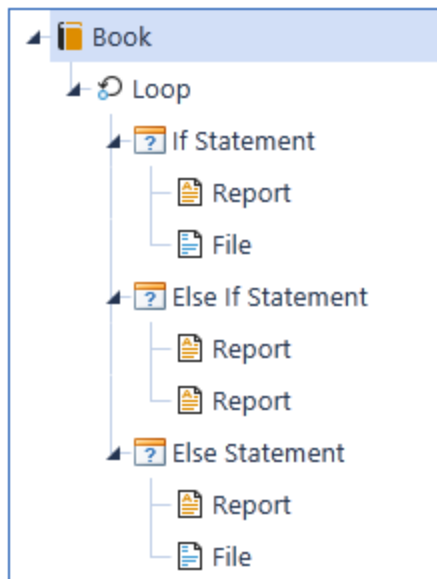 Book
Loop
If Statement
Report
File
Else If Statement
Report
Report
Else Statement
Report
File